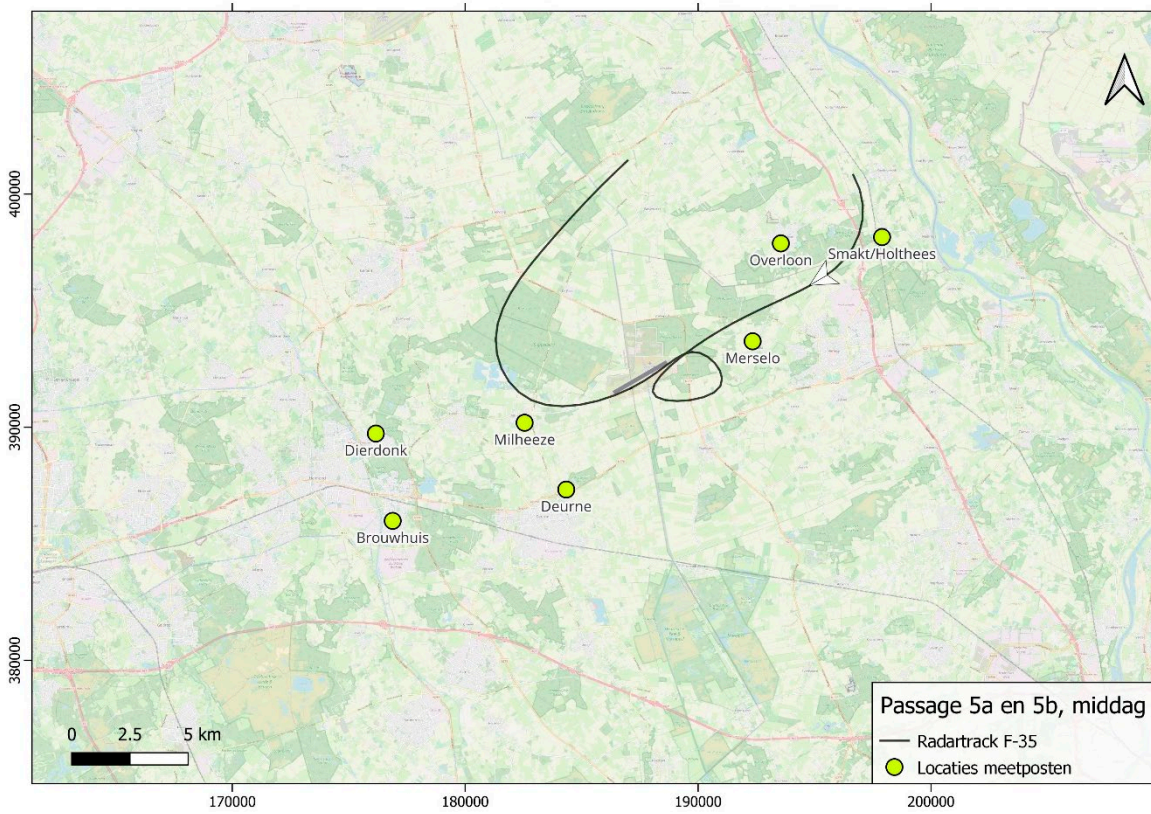 400000
390000
380000
Overloon
Smakt/Holthees
Merselo
Milheeze
Dierdonk
Deurne
Brouwhuis
0 2.5 5 km
Passage 5a en 5b, middag
Radartrack F-35
Locaties meetposten
170000 180000 190000 200000